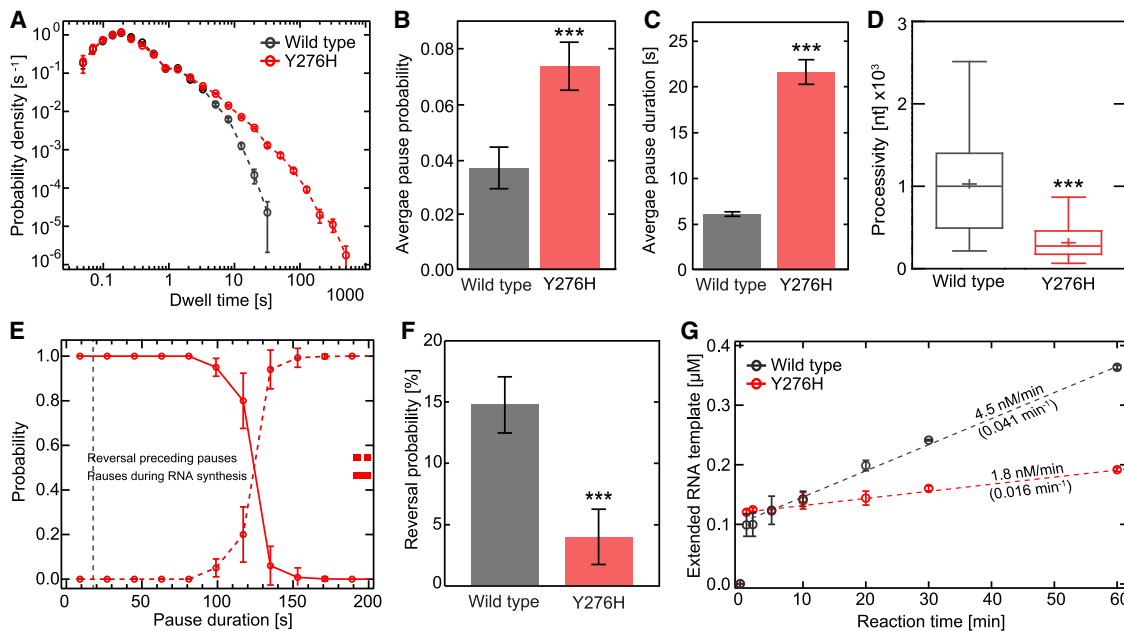 A
Probability density [s⁻¹]
10⁰
10⁻¹
10⁻²
10⁻³
10⁻⁴
10⁻⁵
10⁻⁶
Wild type
Y276H
0.1
1
10
100
1000
Dwell time [s]
B
Avergae pause probability
0.08
0.06
0.04
0.02
0.00
***
Wild type
Y276H
C
Avergae pause duration [s]
25
20
15
10
5
0
***
Wild type
Y276H
D
Processivity [nt] x10³
3
2
1
0
***
Wild type
Y276H
E
Probability
1.0
0.8
0.6
0.4
0.2
0.0
Reversal preceding pauses
Pauses during RNA synthesis
0
50
100
150
200
Pause duration [s]
F
Reversal probability [%]
20
15
10
5
0
***
Wild type
Y276H
G
Extended RNA template [µM]
0.4
0.3
0.2
0.1
0.0
Wild type
Y276H
4.5 nM/min
(0.041 min⁻¹)
1.8 nM/min
(0.016 min⁻¹)
0
10
20
30
40
50
60
Reaction time [min]